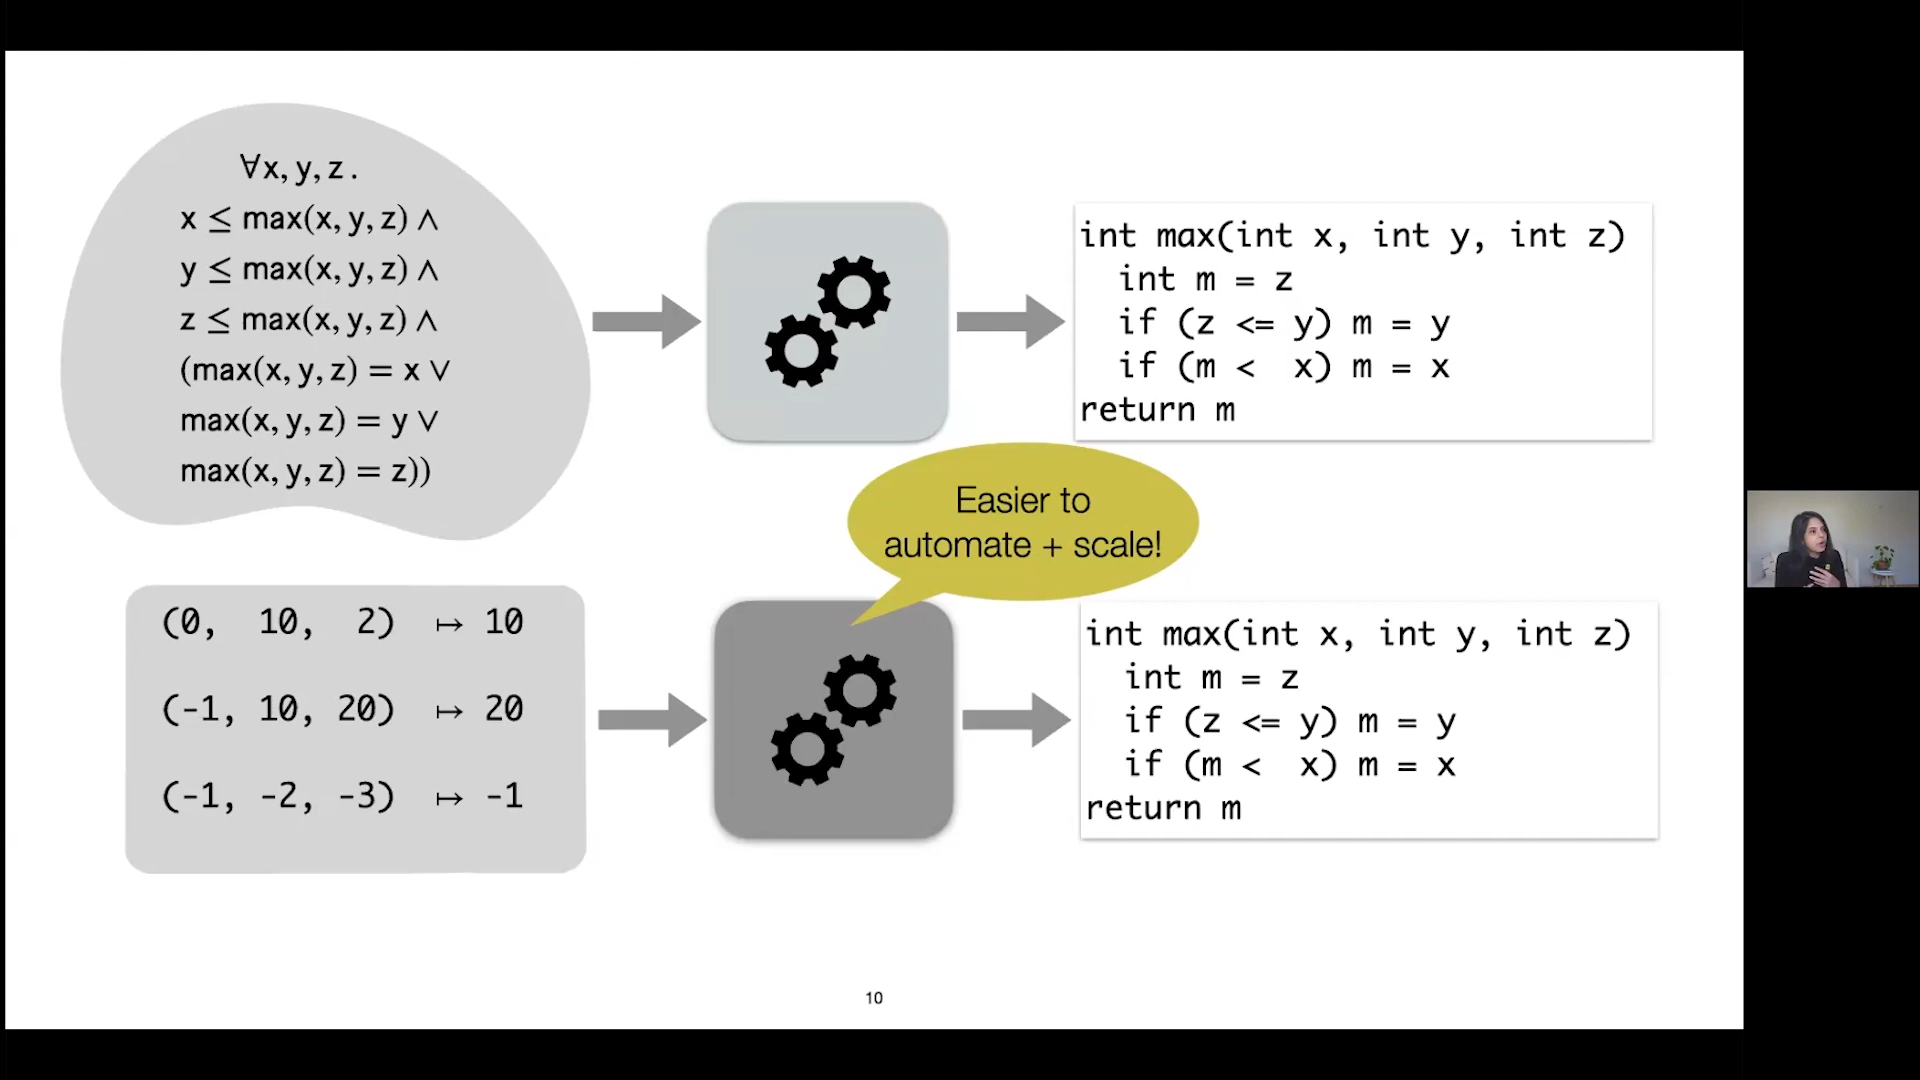 ∀x, y, z .
x ≤ max(x, y, z) ∧
y ≤ max(x, y, z) ∧
z ≤ max(x, y, z) ∧
(max(x, y, z) = x ∨
max(x, y, z) = y ∨
max(x, y, z) = z))
int max(int x, int y, int z)
int m = z
if (z <= y) m = y
if (m < x) m = x
return m
Easier to
automate + scale!
(0, 10, 2) ↦ 10
(-1, 10, 20) ↦ 20
(-1, -2, -3) ↦ -1
int max(int x, int y, int z)
int m = z
if (z <= y) m = y
if (m < x) m = x
return m
10